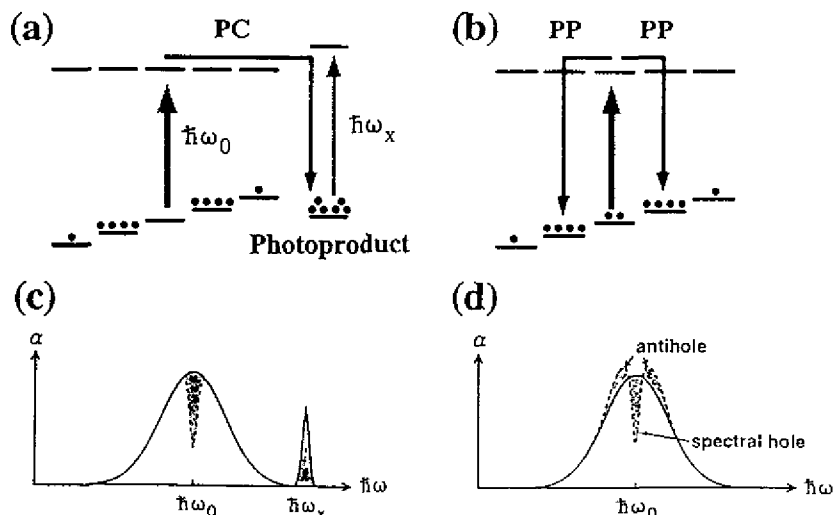 (a)
PC
ħω₀
ħωₓ
Photoproduct
(b)
PP PP
(c)
α
ħω₀
ħωₓ
ħω
(d)
α
antihole
spectral hole
ħω₀
ħω